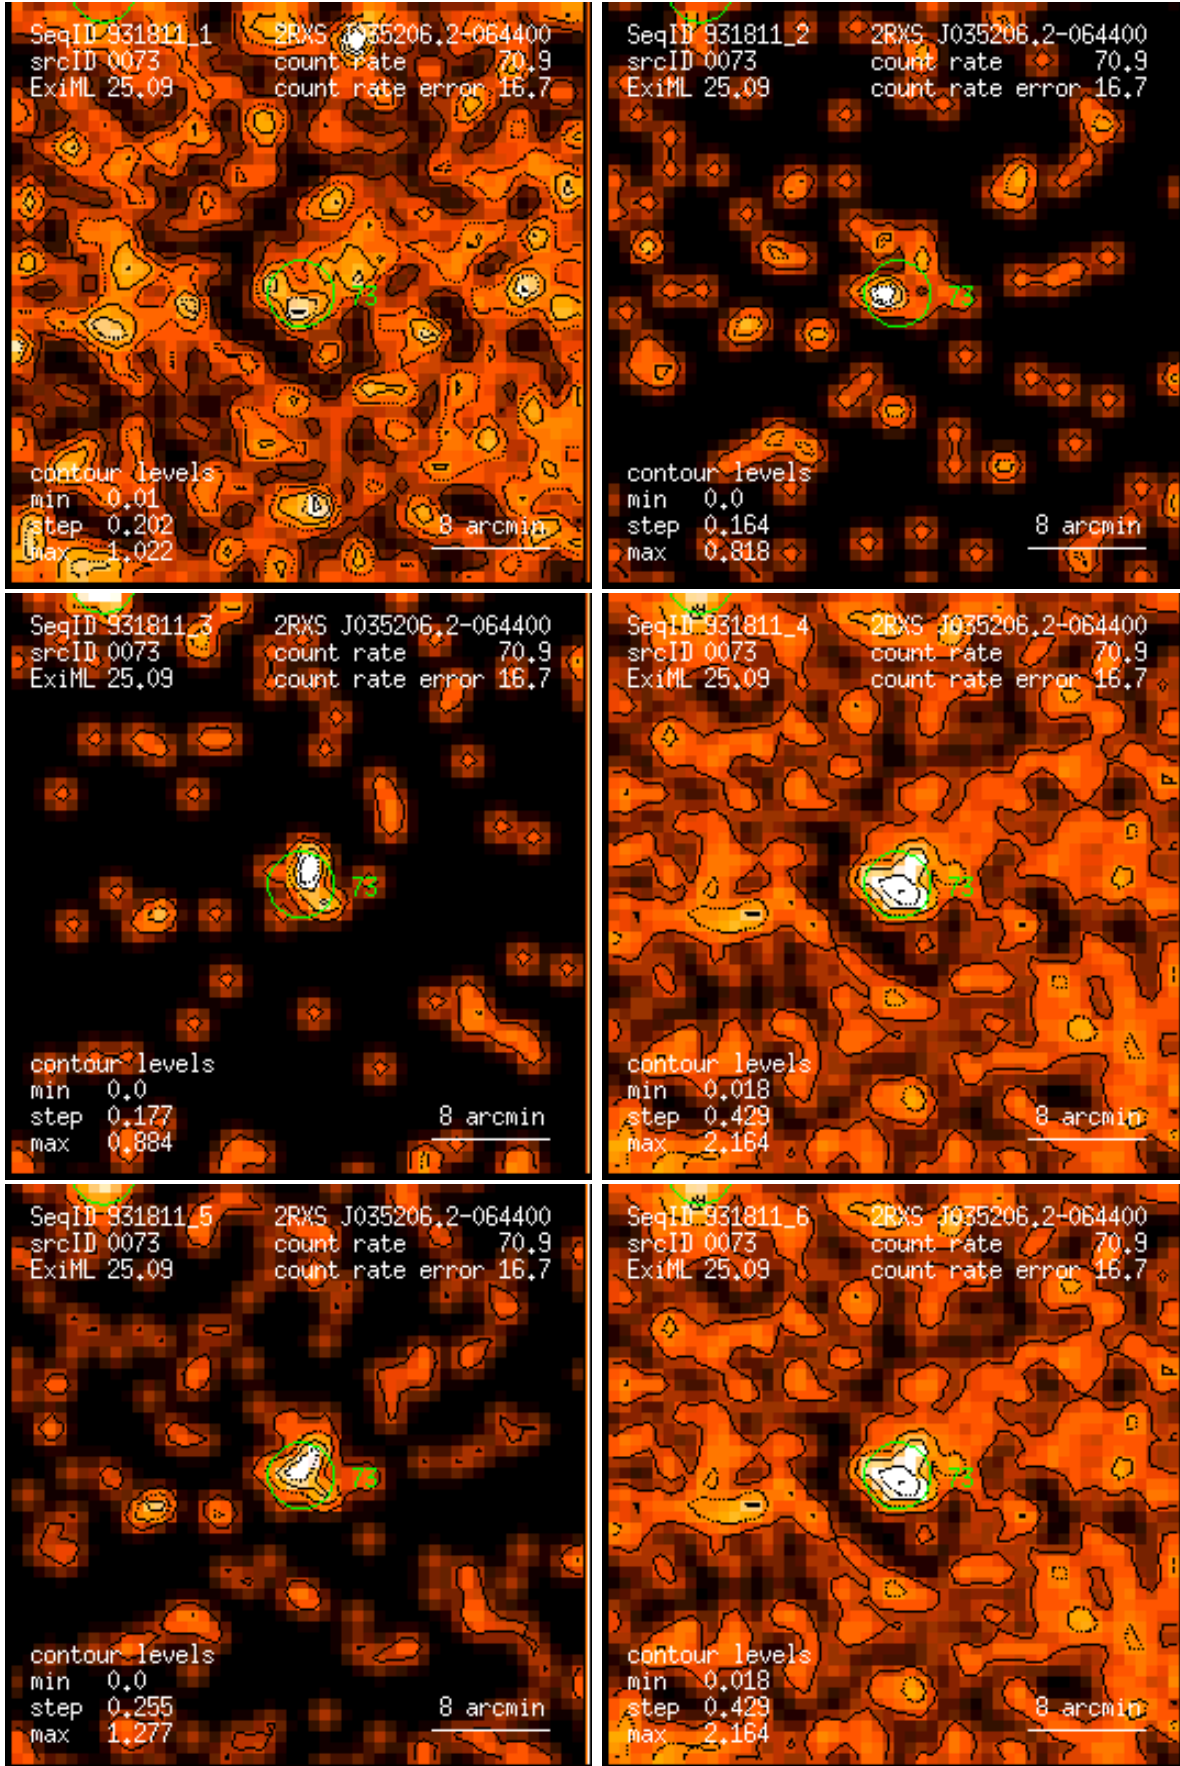 SeqID 931811_1 2RXS J035206.2-064400
srcID 0073 count rate 70.9
ExiML 25.09 count rate error 16.7
73
contour levels
min 0.01
step 0.202 8 arcmin
max 1.022
SeqID 931811_2 2RXS J035206.2-064400
srcID 0073 count rate 70.9
ExiML 25.09 count rate error 16.7
73
contour levels
min 0.0
step 0.164 8 arcmin
max 0.818
SeqID 931811_3 2RXS J035206.2-064400
srcID 0073 count rate 70.9
ExiML 25.09 count rate error 16.7
73
contour levels
min 0.0
step 0.177 8 arcmin
max 0.884
SeqID 931811_4 2RXS J035206.2-064400
srcID 0073 count rate 70.9
ExiML 25.09 count rate error 16.7
73
contour levels
min 0.018
step 0.429 8 arcmin
max 2.164
SeqID 931811_5 2RXS J035206.2-064400
srcID 0073 count rate 70.9
ExiML 25.09 count rate error 16.7
73
contour levels
min 0.0
step 0.255 8 arcmin
max 1.277
SeqID 931811_6 2RXS J035206.2-064400
srcID 0073 count rate 70.9
ExiML 25.09 count rate error 16.7
73
contour levels
min 0.018
step 0.429 8 arcmin
max 2.164